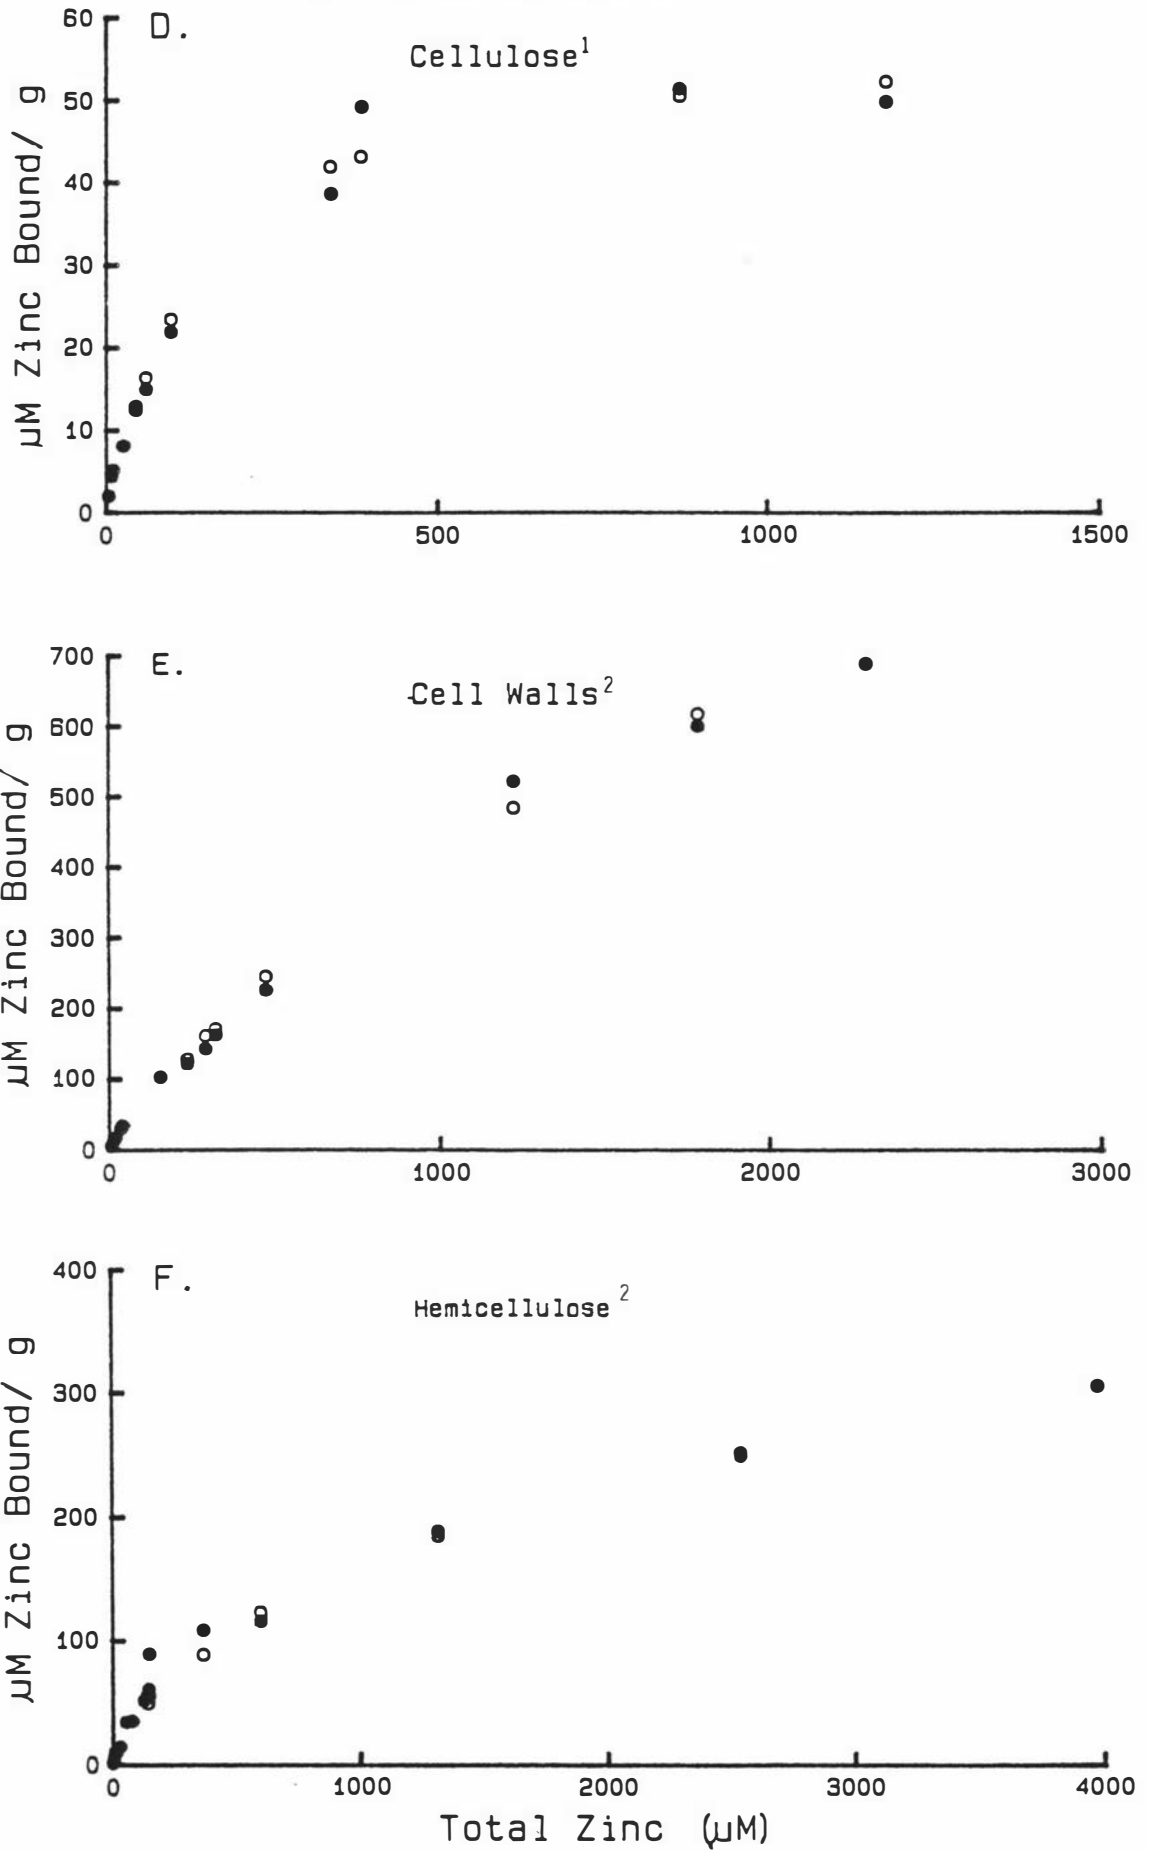 60
D.
Cellulose¹
50
40
30
20
10
0
µM Zinc Bound/ g
0 500 1000 1500
700
E.
Cell Walls²
600
500
400
300
200
100
0
µM Zinc Bound/ g
0 1000 2000 3000
400
F.
Hemicellulose²
300
200
100
0
µM Zinc Bound/ g
0 1000 2000 3000 4000
Total Zinc (µM)